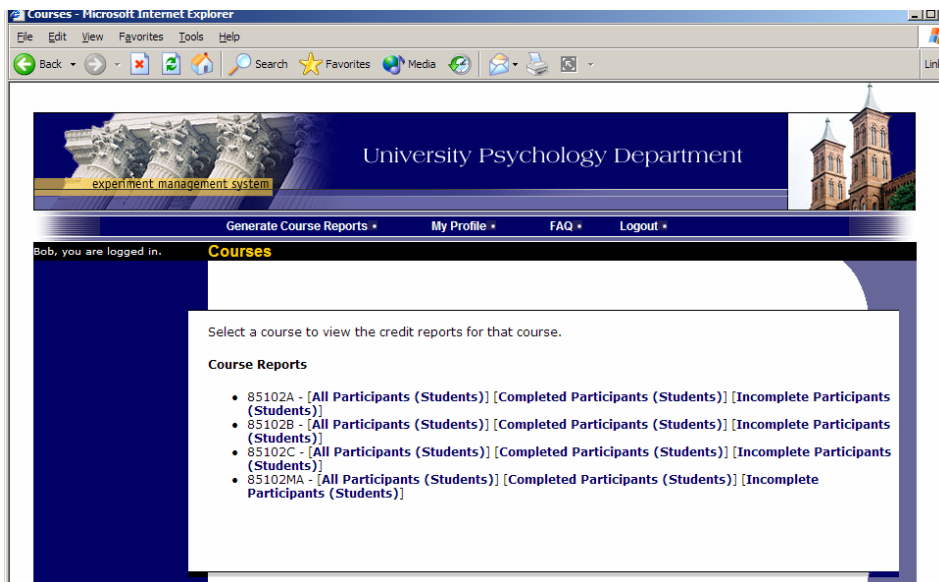 Courses - Microsoft Internet Explorer
File Edit View Favorites Tools Help
Back Search Favorites Media
University Psychology Department
experiment management system
Generate Course Reports My Profile FAQ Logout
Bob, you are logged in. Courses
Select a course to view the credit reports for that course.
Course Reports
• 85102A - [All Participants (Students)] [Completed Participants (Students)] [Incomplete Participants
(Students)]
• 85102B - [All Participants (Students)] [Completed Participants (Students)] [Incomplete Participants
(Students)]
• 85102C - [All Participants (Students)] [Completed Participants (Students)] [Incomplete Participants
(Students)]
• 85102MA - [All Participants (Students)] [Completed Participants (Students)] [Incomplete
Participants (Students)]